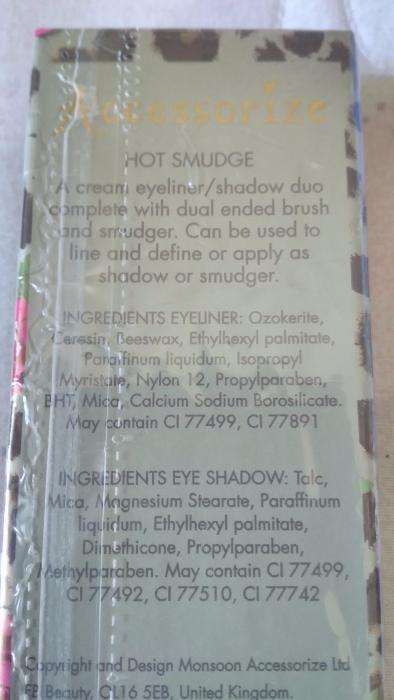 Accessorize
HOT SMUDGE
A cream eyeliner/shadow duo
complete with dual ended brush
and smudger. Can be used to
line and define or apply as
shadow or smudger.
INGREDIENTS EYELINER: Ozokerite,
Ceresin, Beeswax, Ethylhexyl palmitate,
Paraffinum liquidum, Isopropyl
Myristate, Nylon 12, Propylparaben,
BHT, Mica, Calcium Sodium Borosilicate.
May contain CI 77499, CI 77891
INGREDIENTS EYE SHADOW: Talc,
Mica, Magnesium Stearate, Paraffinum
liquidum, Ethylhexyl palmitate,
Dimethicone, Propylparaben,
Methylparaben. May contain CI 77499,
CI 77492, CI 77510, CI 77742
Copyright and Design Monsoon Accessorize Ltd
Beauty, GL16 5EB, United Kingdom.